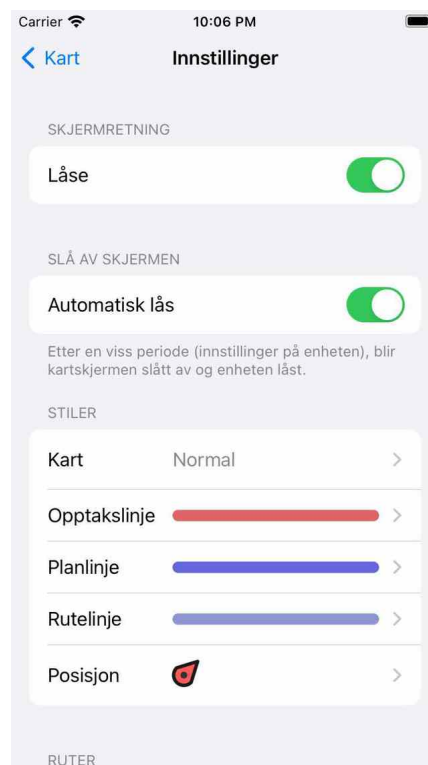 Carrier 10:06 PM
Kart Innstillinger
SKJERMRETNING
Låse
SLÅ AV SKJERMEN
Automatisk lås
Etter en viss periode (innstillinger på enheten), blir
kartskjermen slått av og enheten låst.
STILER
Kart Normal
Opptakslinje
Planlinje
Rutelinje
Posisjon
RUTER